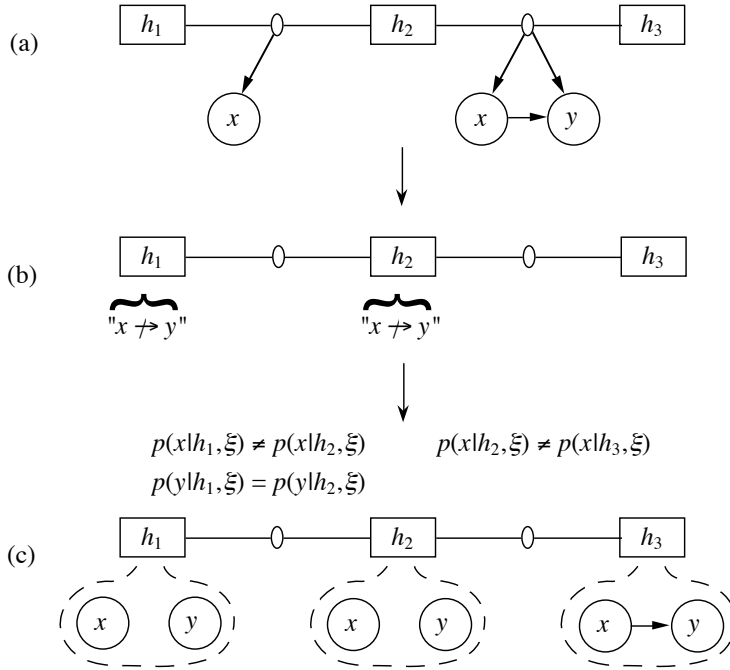 h₁ h₂ h₃
(a)
x x y
(b)
h₁ h₂ h₃
"x ↛ y" "x ↛ y"
p(x|h₁,ξ) ≠ p(x|h₂,ξ) p(x|h₂,ξ) ≠ p(x|h₃,ξ)
p(y|h₁,ξ) = p(y|h₂,ξ)
h₁ h₂ h₃
(c)
x y x y x y